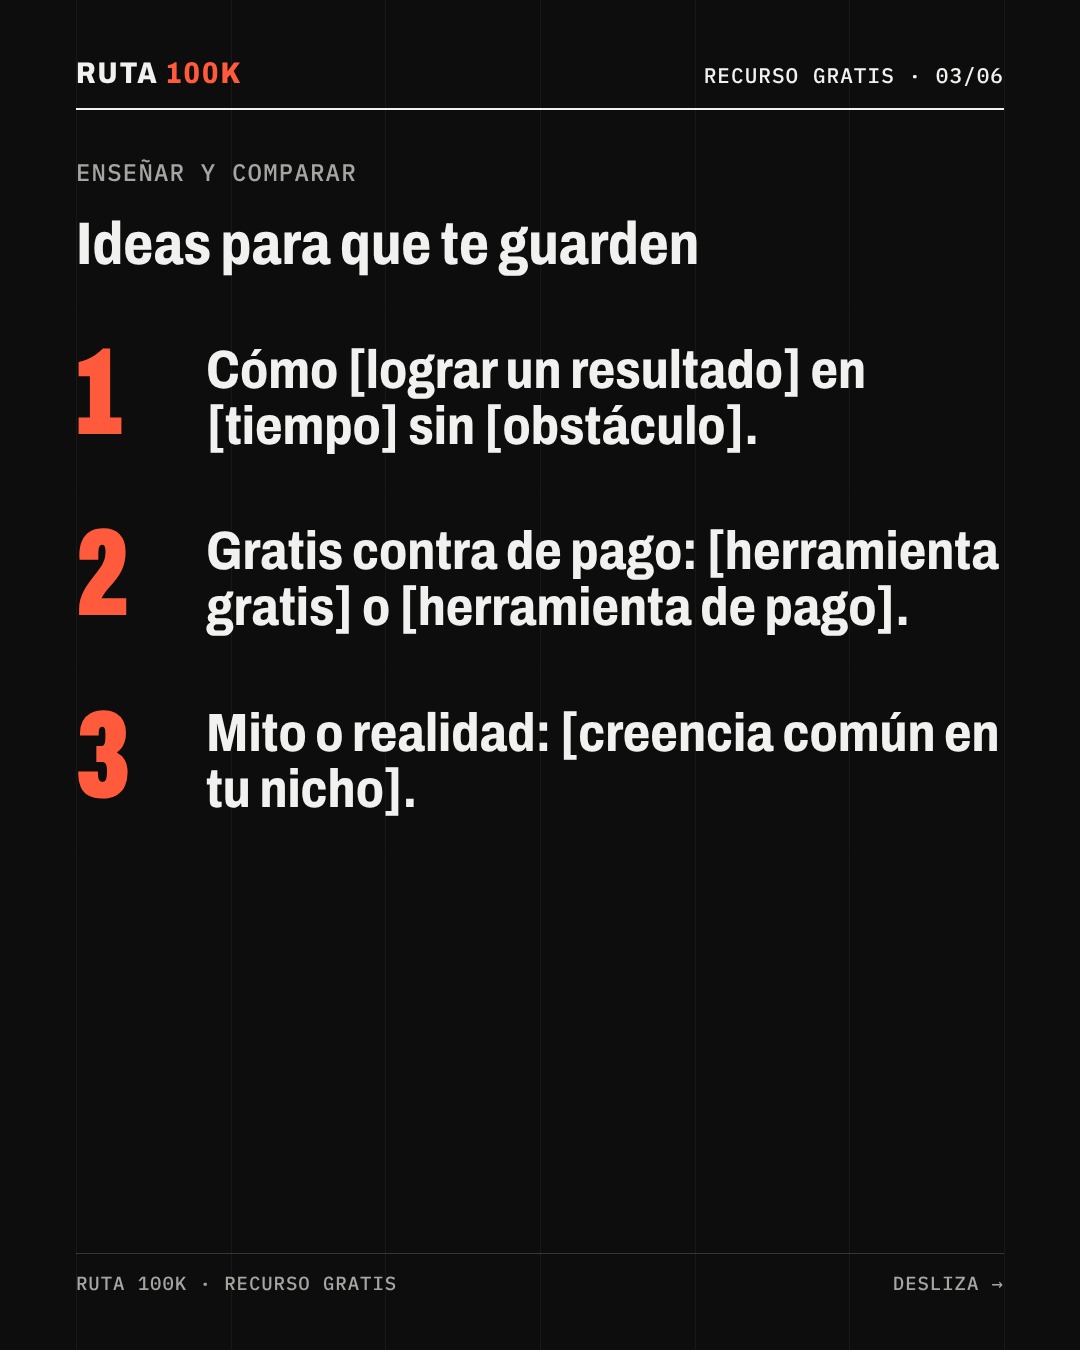 RUTA 100K
RECURSO GRATIS · 03/06
ENSEÑAR Y COMPARAR
Ideas para que te guarden
1
Cómo [lograr un resultado] en
[tiempo] sin [obstáculo].
2
Gratis contra de pago: [herramienta
gratis] o [herramienta de pago].
3
Mito o realidad: [creencia común en
tu nicho].
RUTA 100K · RECURSO GRATIS
DESLIZA →